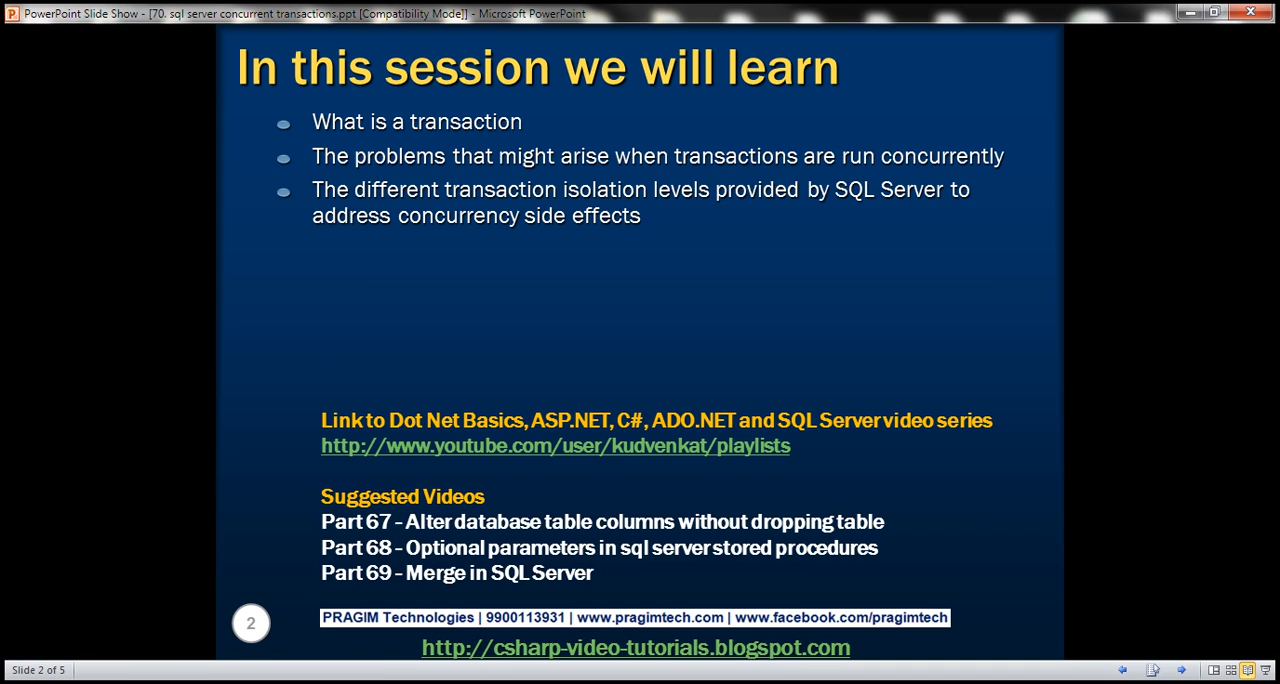 PowerPoint Slide Show - [70. sql server concurrent transactions.ppt [Compatibility Mode]] - Microsoft PowerPoint
In this session we will learn
What is a transaction
The problems that might arise when transactions are run concurrently
The different transaction isolation levels provided by SQL Server to
address concurrency side effects
Link to Dot Net Basics, ASP.NET, C#, ADO.NET and SQL Server video series
http://www.youtube.com/user/kudvenkat/playlists
Suggested Videos
Part 67 - Alter database table columns without dropping table
Part 68 - Optional parameters in sql server stored procedures
Part 69 - Merge in SQL Server
2
PRAGIM Technologies | 9900113931 | www.pragimtech.com | www.facebook.com/pragimtech
http://csharp-video-tutorials.blogspot.com
Slide 2 of 5